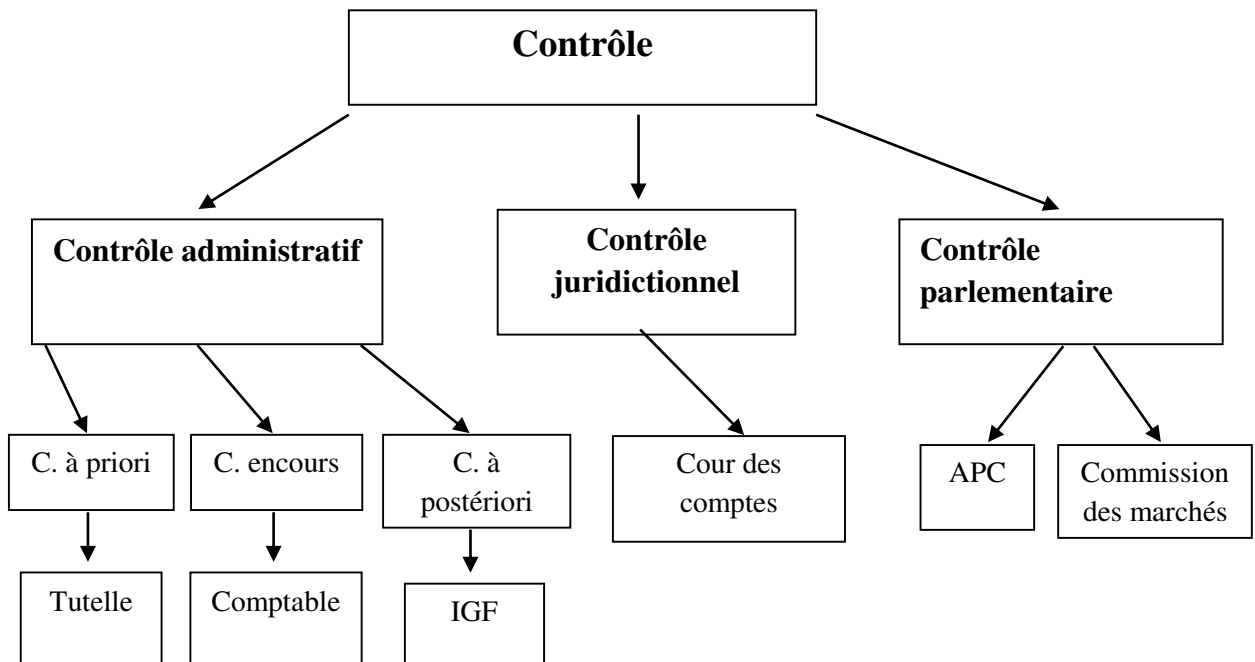 Contrôle
Contrôle administratif
Contrôle
juridictionnel
Contrôle
parlementaire
C. à priori
C. encours
C. à
postériori
Cour des
comptes
APC
Commission
des marchés
Tutelle
Comptable
IGF